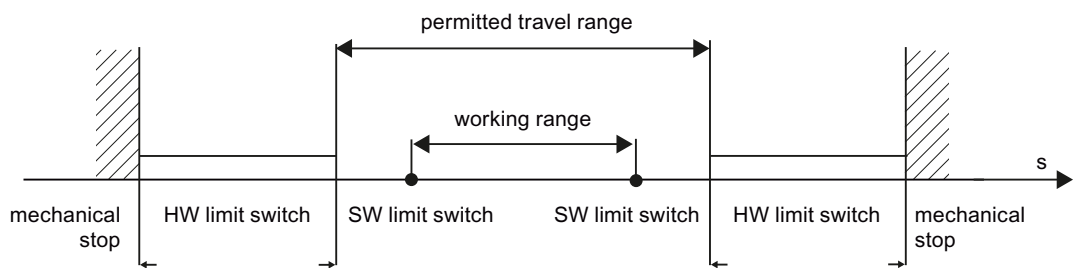 permitted travel range
working range
s
mechanical
stop
HW limit switch
SW limit switch
SW limit switch
HW limit switch
mechanical
stop